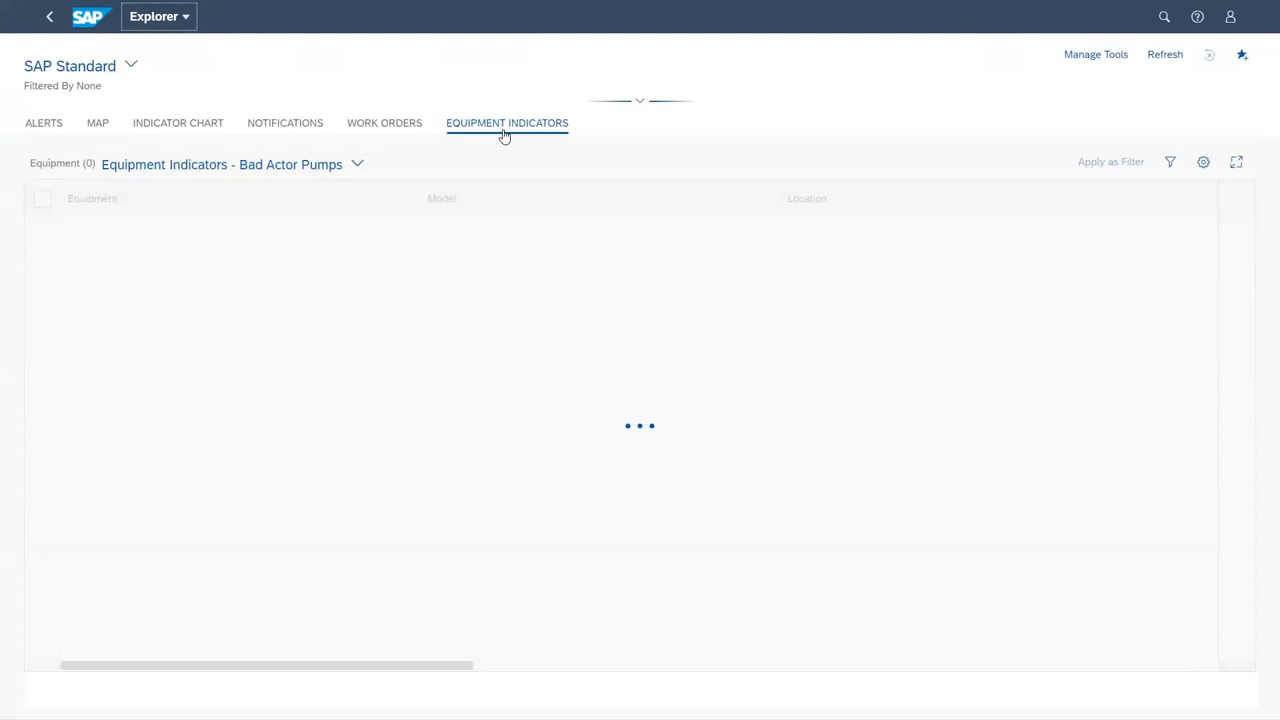 SAP Explorer
SAP Standard
Filtered By None
Manage Tools Refresh
ALERTS MAP INDICATOR CHART NOTIFICATIONS WORK ORDERS EQUIPMENT INDICATORS
Equipment (0) Equipment Indicators - Bad Actor Pumps
Apply as Filter
Equipment Model Location